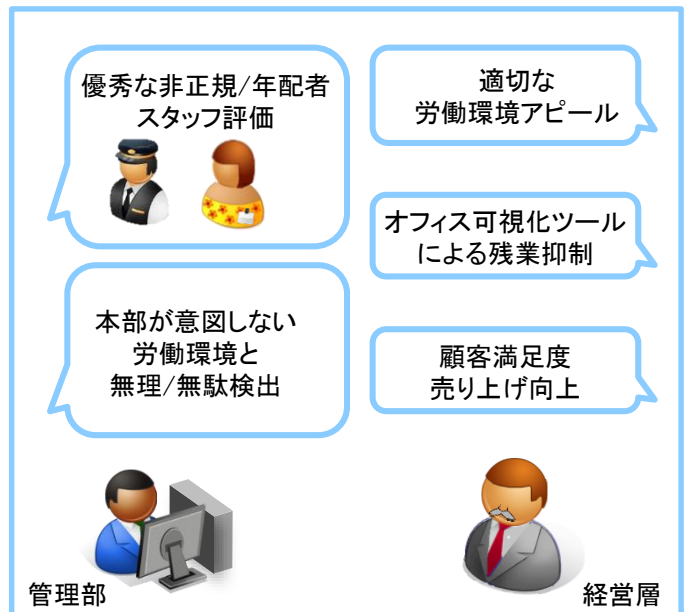 優秀な非正規/年配者
スタッフ評価
適切な
労働環境アピール
オフィス可視化ツール
による残業抑制
本部が意図しない
労働環境と
無理/無駄検出
顧客満足度
売り上げ向上
管理部
経営層